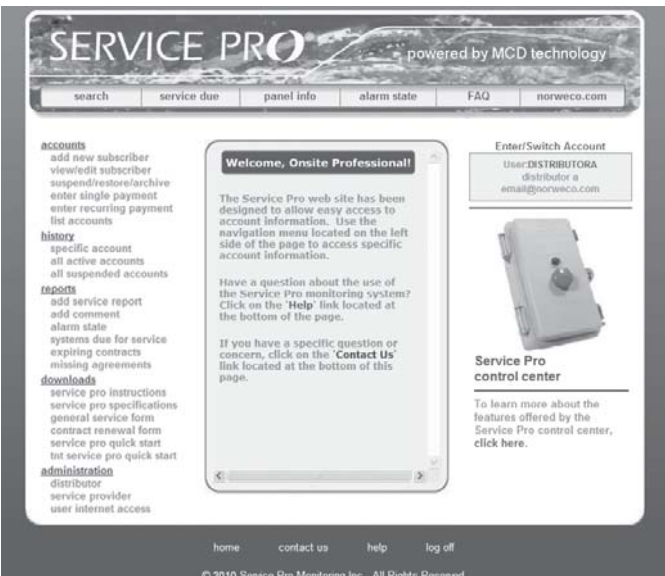 SERVICE PRO
powered by MCD technology
search service due panel info alarm state FAQ norweco.com
accounts
add new subscriber
view/edit subscriber
suspend/restore/archive
enter single payment
enter recurring payment
list accounts
history
specific account
all active accounts
all suspended accounts
reports
add service report
add comment
alarm state
systems due for service
expiring contracts
missing agreements
downloads
service pro instructions
service pro specifications
general service form
contract renewal form
service pro quick start
tnt service pro quick start
administration
distributor
service provider
user internet access
Welcome, Onsite Professional!
The Service Pro web site has been
designed to allow easy access to
account information. Use the
navigation menu located on the left
side of the page to access specific
account information.
Have a question about the use of
the Service Pro monitoring system?
Click on the 'Help' link located at
the bottom of the page.
If you have a specific question or
concern, click on the 'Contact Us'
link located at the bottom of this
page.
Enter/Switch Account
User:DISTRIBUTORA
distributor a
email@norweco.com
Service Pro
control center
To learn more about the
features offered by the
Service Pro control center,
click here.
home contact us help log off
© 2010 Service Pro Monitoring Inc. All Rights Reserved